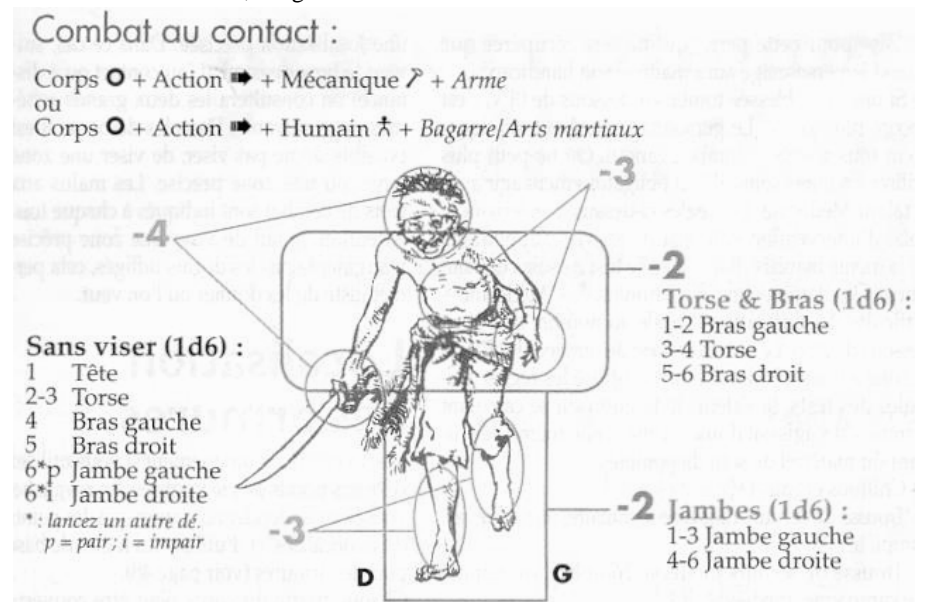 Combat au contact :
Corps + Action + Mécanique + Arme
ou
Corps + Action + Humain + Bagarre/Arts martiaux
-3
-4
-2
Torse & Bras (1d6) :
1-2 Bras gauche
3-4 Torse
5-6 Bras droit
Sans viser (1d6) :
1 Tête
2-3 Torse
4 Bras gauche
5 Bras droit
6*p Jambe gauche
6*i Jambe droite
* : lancez un autre dé.
p = pair ; i = impair
-3
-2 Jambes (1d6) :
1-3 Jambe gauche
4-6 Jambe droite
D G